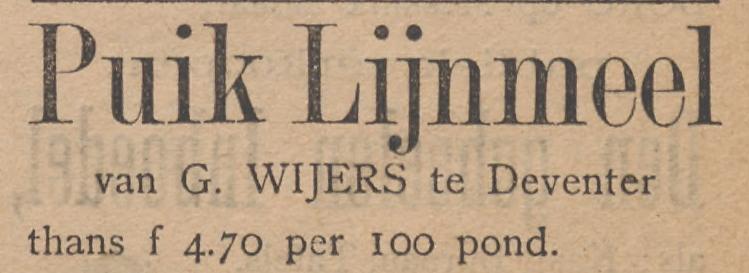 Puik Lijnmeel
van G. WIJERS te Deventer
thans f 4.70 per 100 pond.